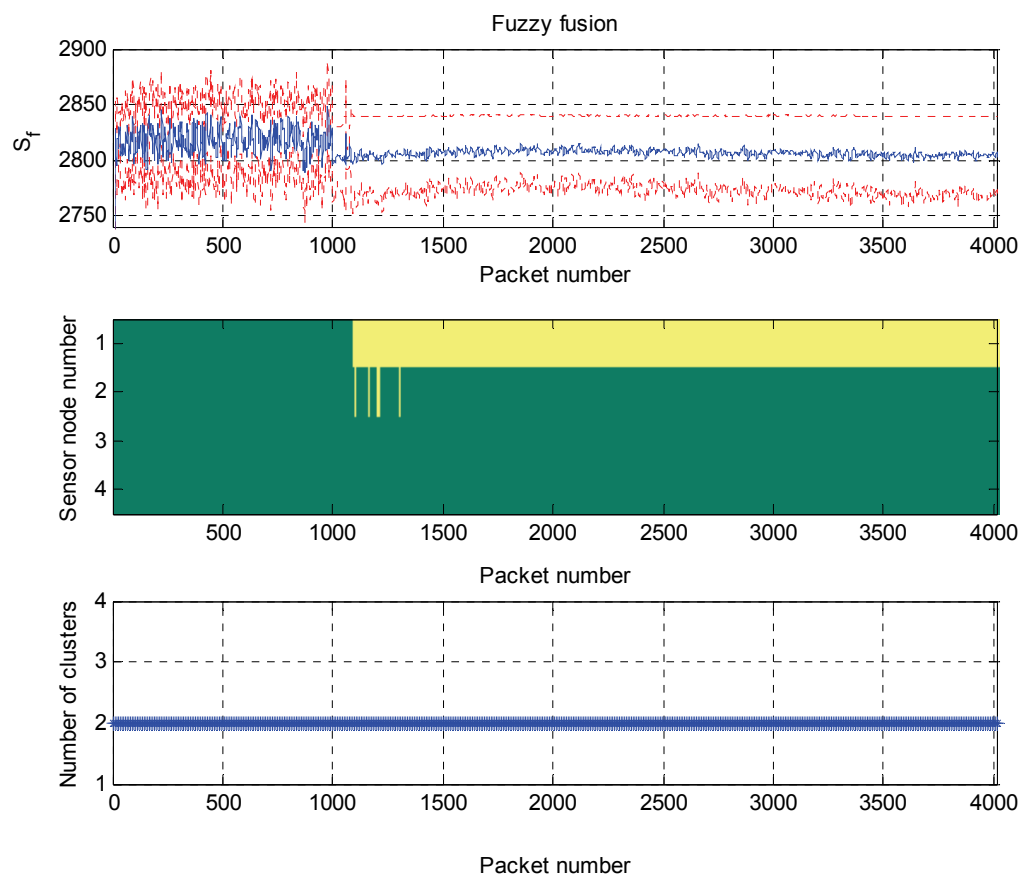 Fuzzy fusion
2900
2850
2800
2750
S_f
0 500 1000 1500 2000 2500 3000 3500 4000
Packet number
Sensor node number
1
2
3
4
500 1000 1500 2000 2500 3000 3500 4000
Packet number
Number of clusters
4
3
2
1
0 500 1000 1500 2000 2500 3000 3500 4000
Packet number